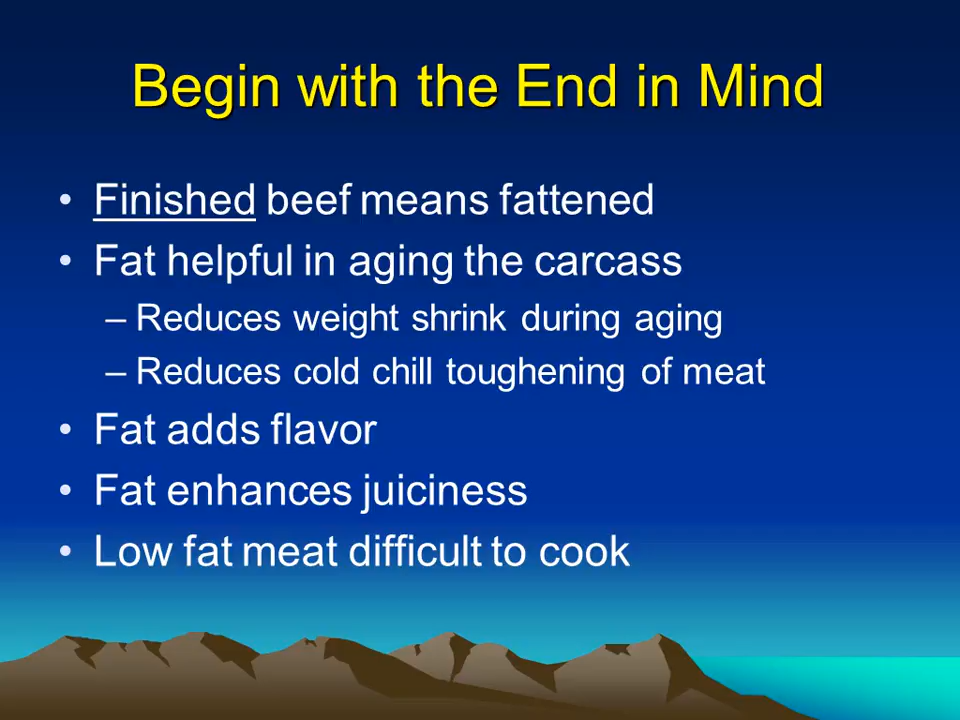 Begin with the End in Mind
• Finished beef means fattened
• Fat helpful in aging the carcass
– Reduces weight shrink during aging
– Reduces cold chill toughening of meat
• Fat adds flavor
• Fat enhances juiciness
• Low fat meat difficult to cook